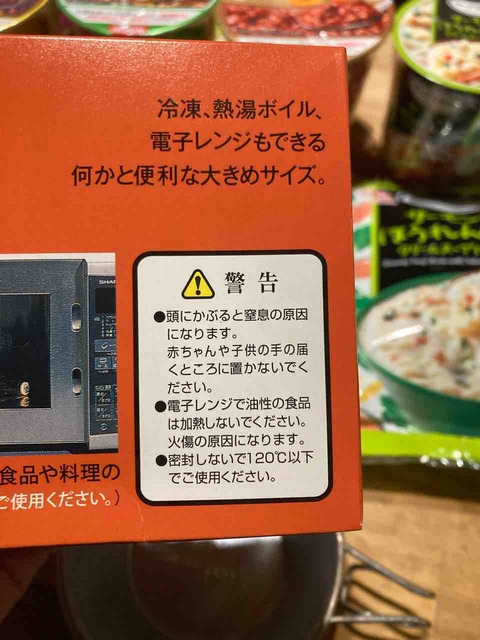 冷凍、熱湯ボイル、
電子レンジもできる
何かと便利な大きめサイズ。
SHAR
警告
●頭にかぶると窒息の原因
になります。
赤ちゃんや子供の手の届
くところに置かないでく
ださい。
●電子レンジで油性の食品
は加熱しないでください。
火傷の原因になります。
●密封しないで120℃以下
でご使用ください。
食品や料理の
ご使用ください。）
ほうれん